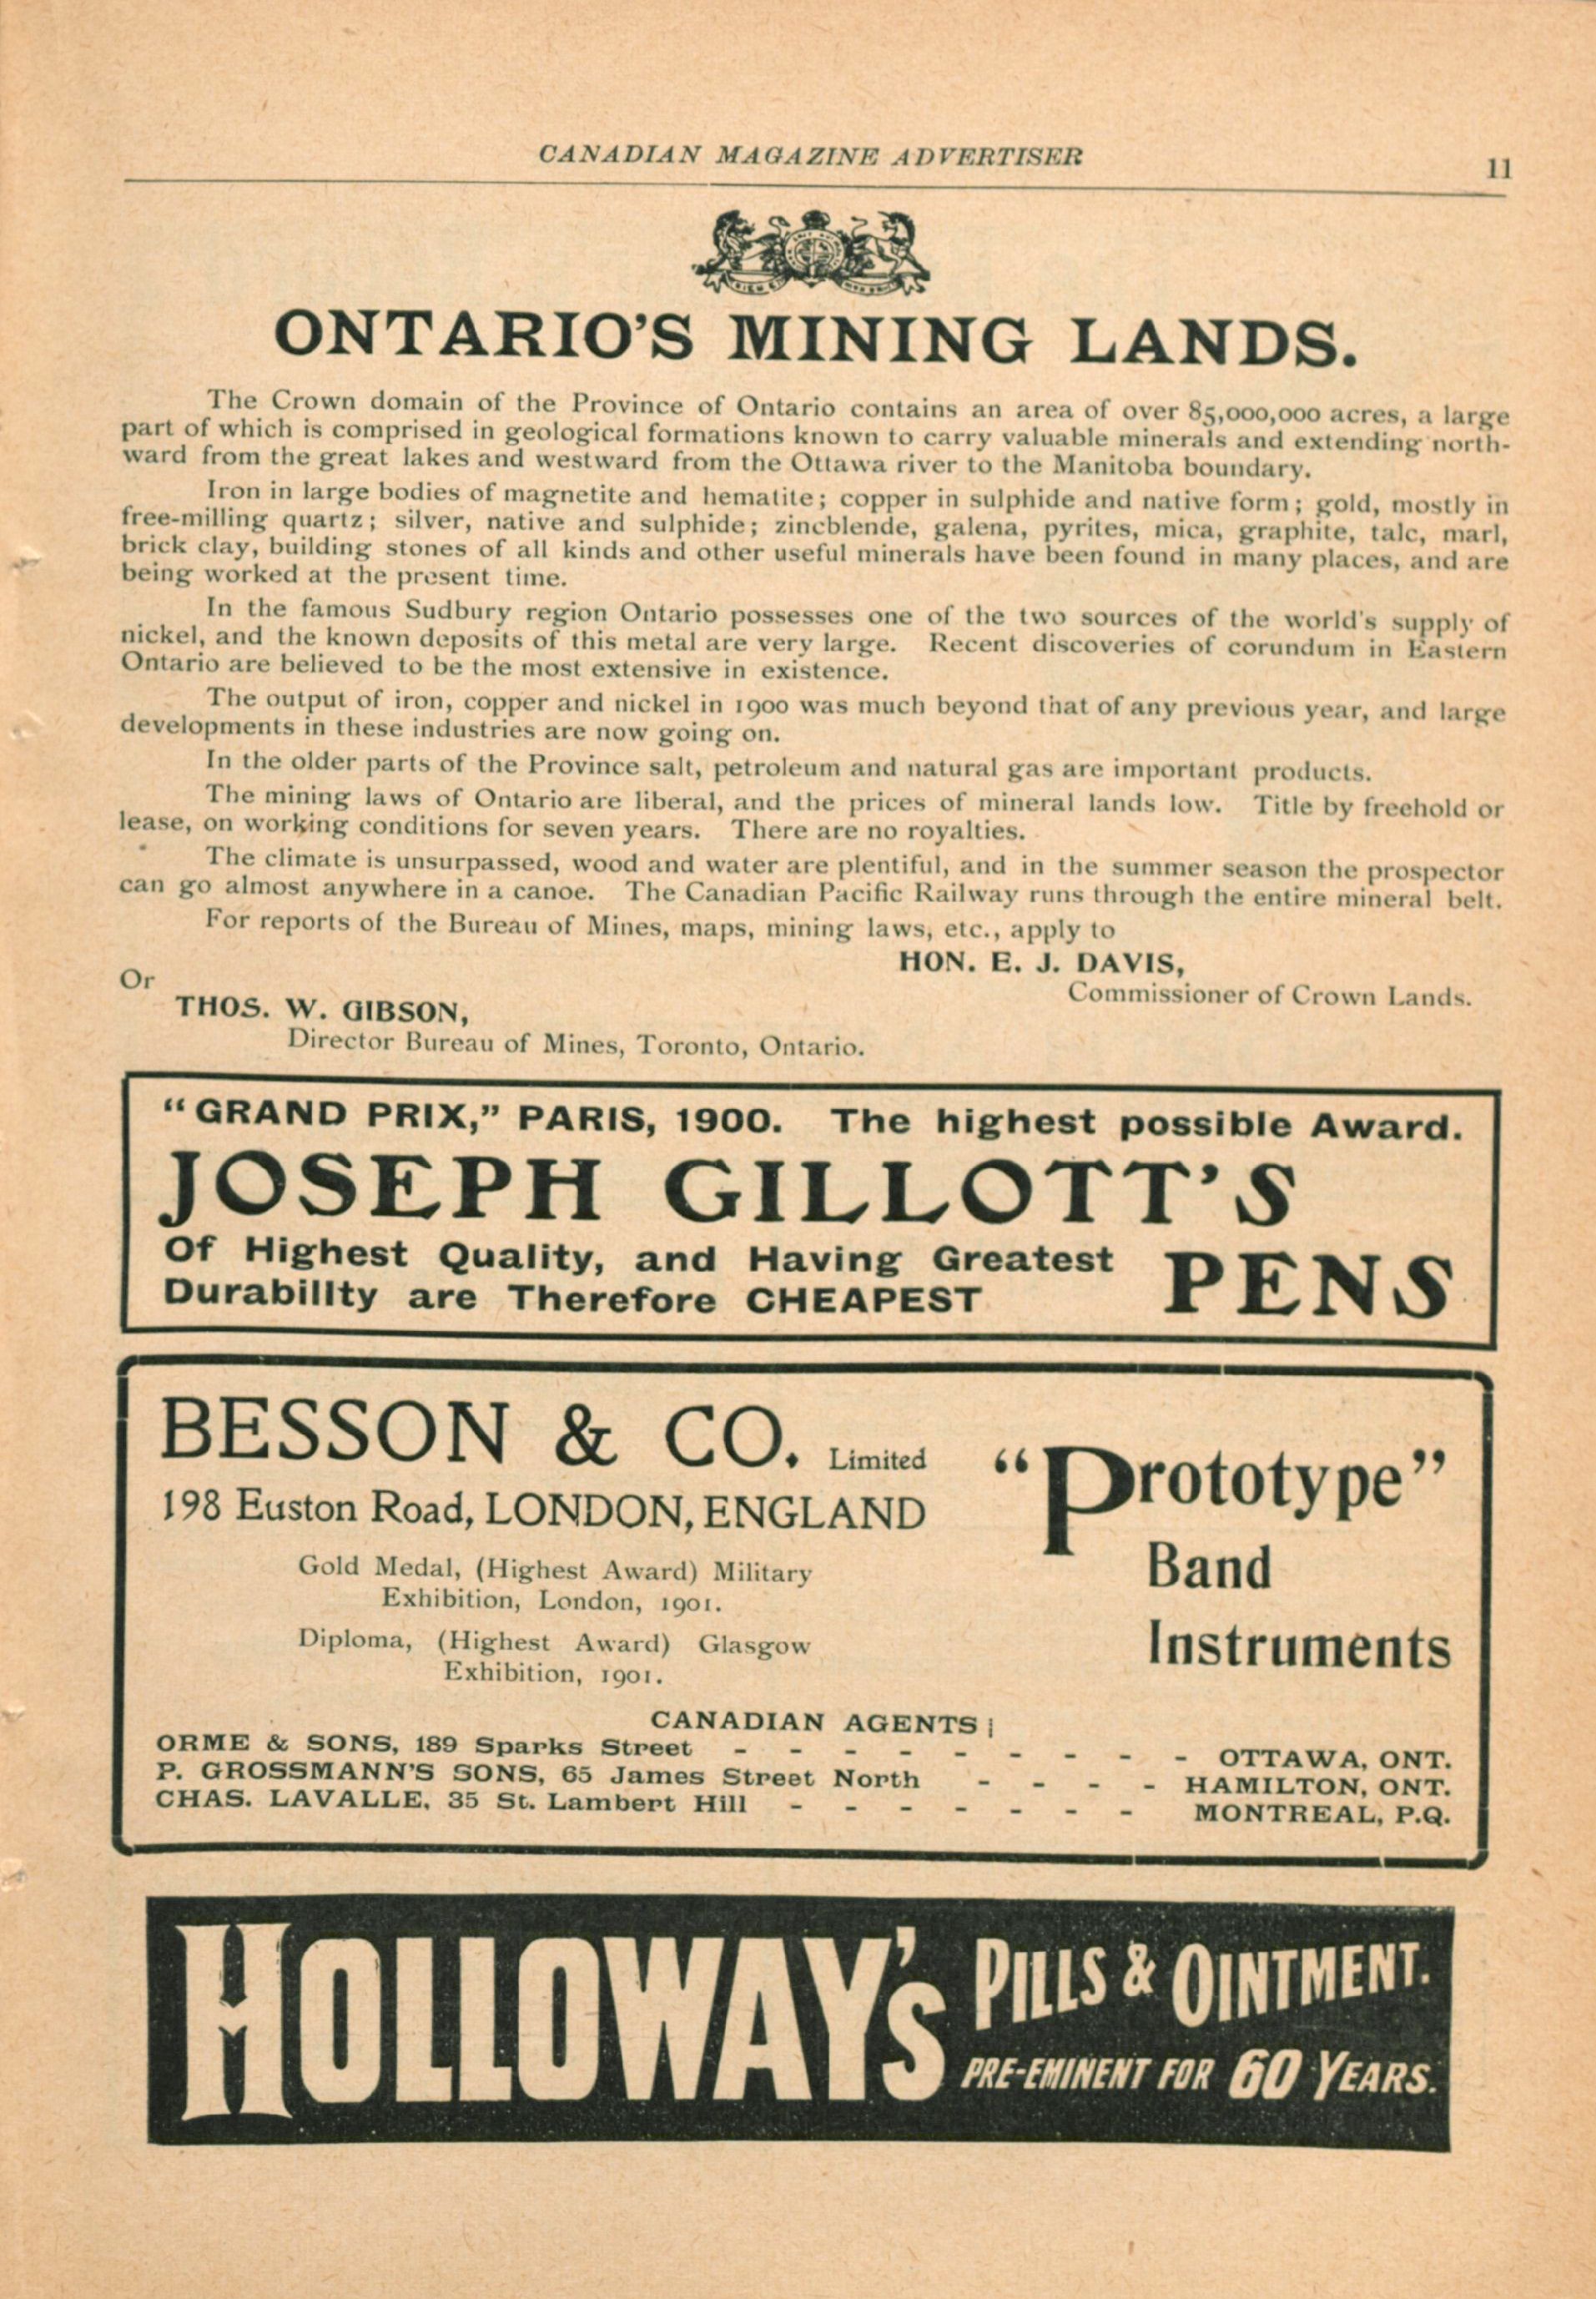 CANADIAN MAGAZINE ADVERTISER
11
ONTARIO'S MINING LANDS.
The Crown domain of the Province of Ontario contains an area of over 85,000,000 acres, a large
part of which is comprised in geological formations known to carry valuable minerals and extending north-
ward from the great lakes and westward from the Ottawa river to the Manitoba boundary.
Iron in large bodies of magnetite and hematite; copper in sulphide and native form; gold, mostly in
free-milling quartz; silver, native and sulphide; zincblende, galena, pyrites, mica, graphite, talc, marl,
brick clay, building stones of all kinds and other useful minerals have been found in many places, and are
being worked at the present time.
In the famous Sudbury region Ontario possesses one of the two sources of the world's supply of
nickel, and the known deposits of this metal are very large. Recent discoveries of corundum in Eastern
Ontario are believed to be the most extensive in existence.
The output of iron, copper and nickel in 1900 was much beyond that of any previous year, and large
developments in these industries are now going on.
In the older parts of the Province salt, petroleum and natural gas are important products.
The mining laws of Ontario are liberal, and the prices of mineral lands low. Title by freehold or
lease, on working conditions for seven years. There are no royalties.
The climate is unsurpassed, wood and water are plentiful, and in the summer season the prospector
can go almost anywhere in a canoe. The Canadian Pacific Railway runs through the entire mineral belt.
For reports of the Bureau of Mines, maps, mining laws, etc., apply to
HON. E. J. DAVIS,
Commissioner of Crown Lands.
Or
THOS. W. GIBSON,
Director Bureau of Mines, Toronto, Ontario.
"GRAND PRIX," PARIS, 1900. The highest possible Award.
JOSEPH GILLOTT'S
Of Highest Quality, and Having Greatest
Durability are Therefore CHEAPEST
PENS
BESSON & CO. Limited
198 Euston Road, LONDON, ENGLAND
Gold Medal, (Highest Award) Military
Exhibition, London, 1901.
Diploma, (Highest Award) Glasgow
Exhibition, 1901.
"Prototype"
Band
Instruments
CANADIAN AGENTS;
ORME & SONS, 189 Sparks Street - - - - - - - - - OTTAWA, ONT.
P. GROSSMANN'S SONS, 65 James Street North - - - - HAMILTON, ONT.
CHAS. LAVALLE. 35 St. Lambert Hill - - - - - - - MONTREAL, P.Q.
HOLLOWAY'S PILLS & OINTMENT.
PRE-EMINENT FOR 60 YEARS.